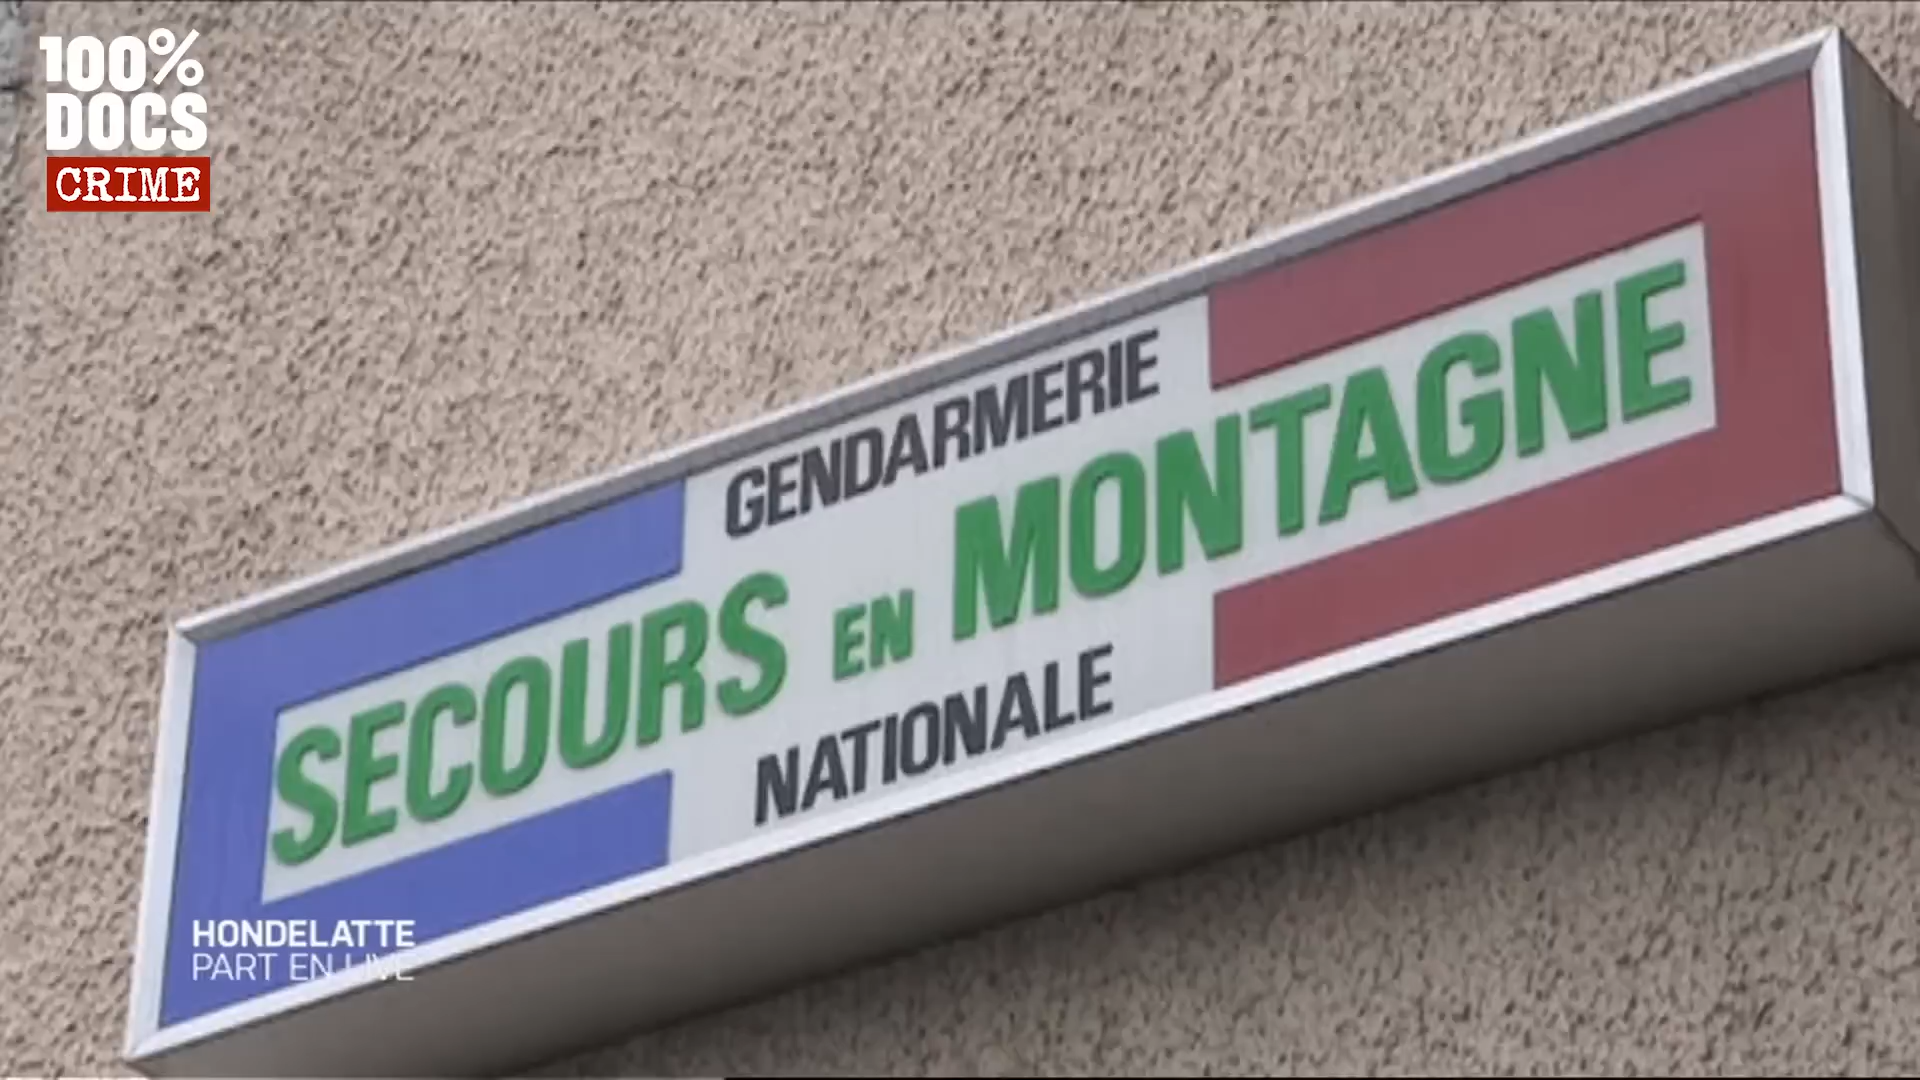 100%
DOCS
CRIME
GENDARMERIE
SECOURS EN MONTAGNE
NATIONALE
HONDELATTE
PART EN LIVE